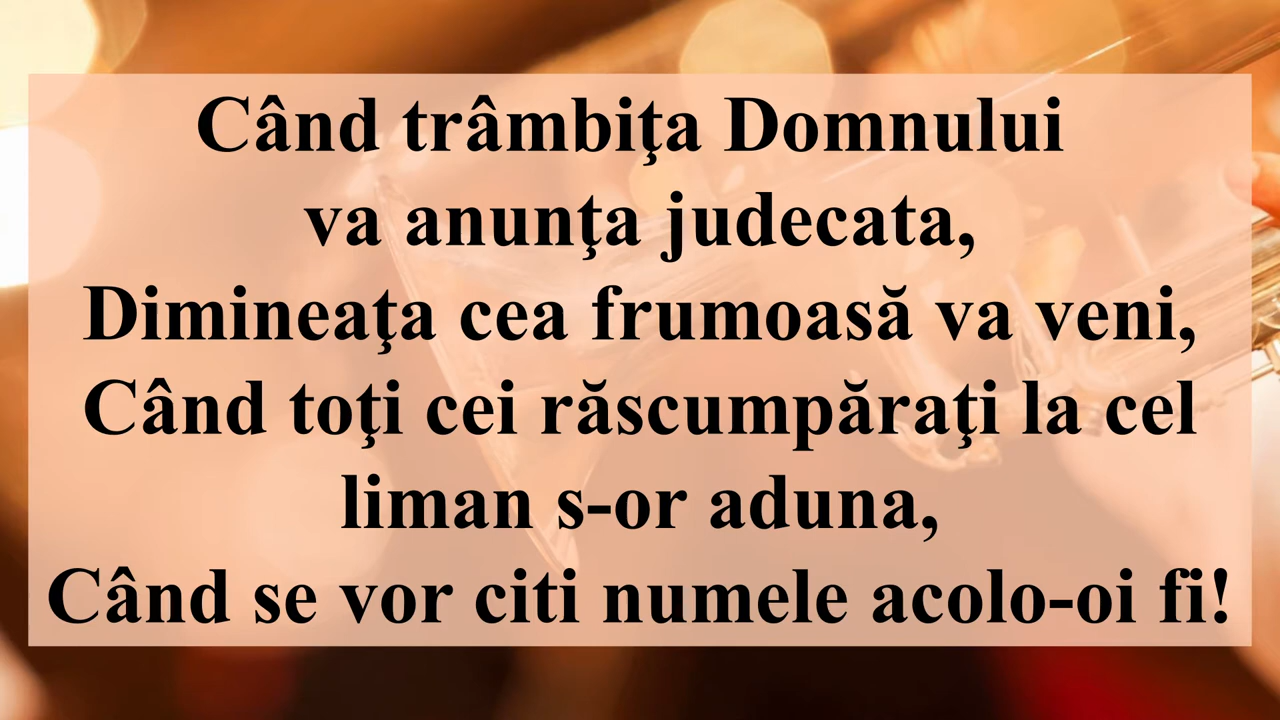 Când trâmbiţa Domnului
va anunţa judecata,
Dimineaţa cea frumoasă va veni,
Când toţi cei răscumpăraţi la cel
liman s-or aduna,
Când se vor citi numele acolo-oi fi!